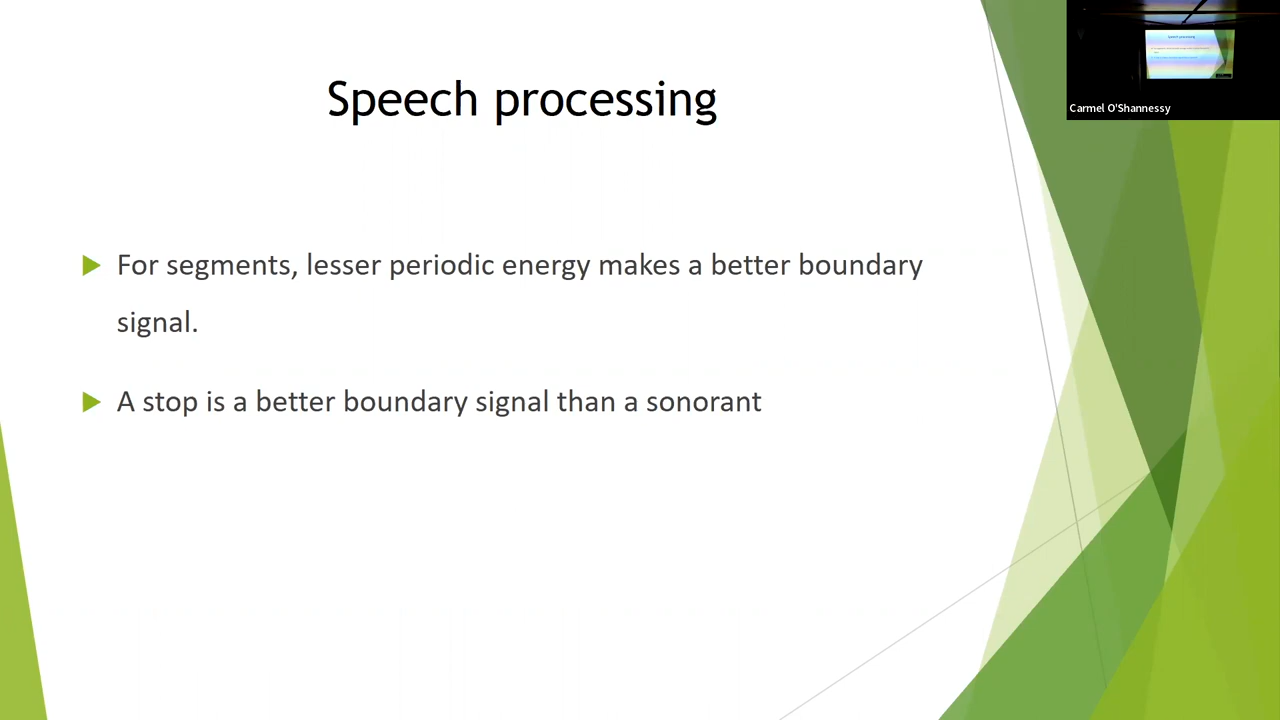 Speech processing
Carmel O'Shannessy
For segments, lesser periodic energy makes a better boundary
signal.
A stop is a better boundary signal than a sonorant